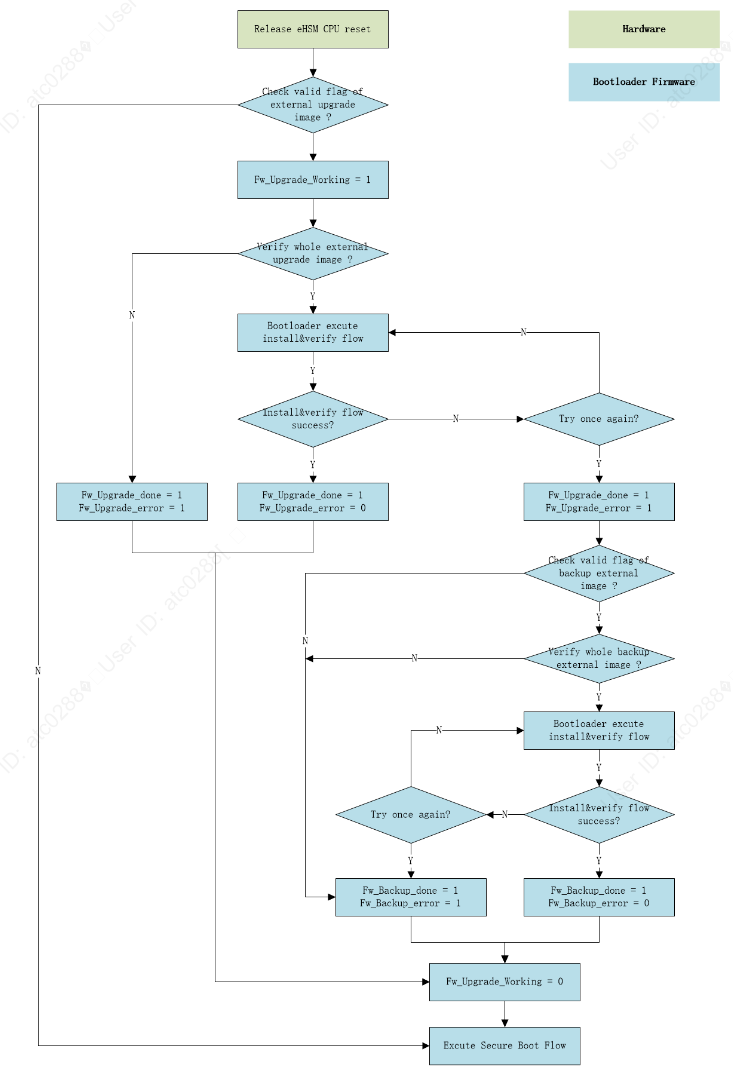 Release eHSM CPU reset
Hardware
Bootloader Firmware
Check valid flag of
external upgrade
image ?
Fw_Upgrade_Working = 1
Verify whole external
upgrade image ?
Y
N
Bootloader excute
install&verify flow
N
Y
Install&verify flow
success?
N
Try once again?
Y
Y
Fw_Upgrade_done = 1
Fw_Upgrade_error = 1
Fw_Upgrade_done = 1
Fw_Upgrade_error = 0
Fw_Upgrade_done = 1
Fw_Upgrade_error = 1
Check valid flag of
backup external
image ?
Y
N
Verify whole backup
external image ?
N
N
Y
Bootloader excute
install&verify flow
N
Y
Try once again?
N
Install&verify flow
success?
Y
Y
Fw_Backup_done = 1
Fw_Backup_error = 1
Fw_Backup_done = 1
Fw_Backup_error = 0
Fw_Upgrade_Working = 0
Excute Secure Boot Flow
User ID: atc0288